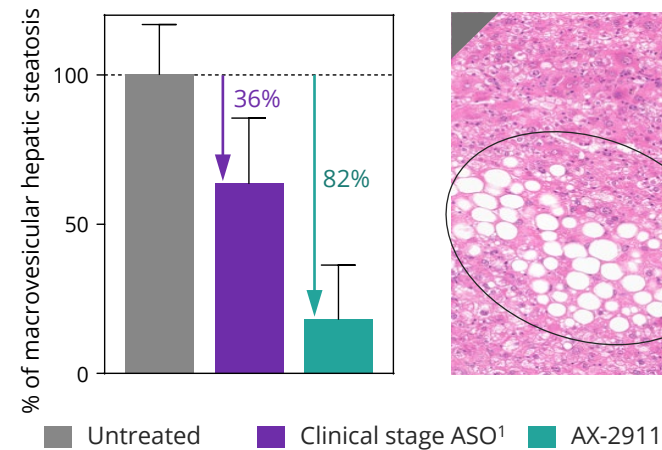 % of macrovesicular hepatic steatosis
100
36%
82%
50
0
Untreated
Clinical stage ASO¹
AX-2911